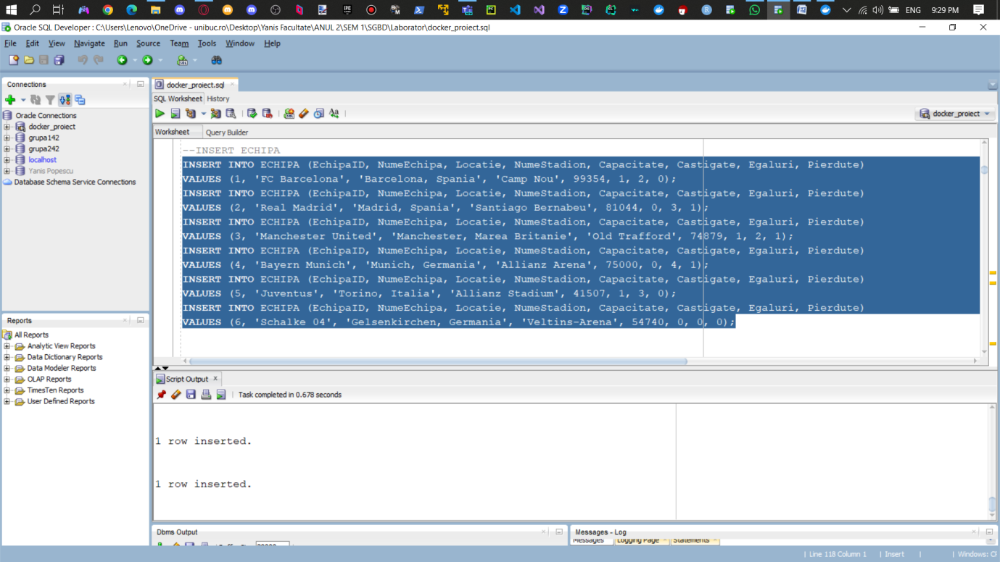 ENG 9:29 PM
Oracle SQL Developer : C:\Users\Lenovo\OneDrive - unibuc.ro\Desktop\Yanis Facultate\ANUL 2\SEM 1\SGBD\Laborator\docker_proiect.sql
File Edit View Navigate Run Source Team Tools Window Help
Connections
Oracle Connections
docker_proiect
grupa142
grupa242
localhost
Yanis Popescu
Database Schema Service Connections
Reports
All Reports
Analytic View Reports
Data Dictionary Reports
Data Modeler Reports
OLAP Reports
TimesTen Reports
User Defined Reports
docker_proiect.sql
SQL Worksheet History
docker_proiect
Worksheet Query Builder
--INSERT ECHIPA
INSERT INTO ECHIPA (EchipaID, NumeEchipa, Locatie, NumeStadion, Capacitate, Castigate, Egaluri, Pierdute)
VALUES (1, 'FC Barcelona', 'Barcelona, Spania', 'Camp Nou', 99354, 1, 2, 0);
INSERT INTO ECHIPA (EchipaID, NumeEchipa, Locatie, NumeStadion, Capacitate, Castigate, Egaluri, Pierdute)
VALUES (2, 'Real Madrid', 'Madrid, Spania', 'Santiago Bernabeu', 81044, 0, 3, 1);
INSERT INTO ECHIPA (EchipaID, NumeEchipa, Locatie, NumeStadion, Capacitate, Castigate, Egaluri, Pierdute)
VALUES (3, 'Manchester United', 'Manchester, Marea Britanie', 'Old Trafford', 74879, 1, 2, 1);
INSERT INTO ECHIPA (EchipaID, NumeEchipa, Locatie, NumeStadion, Capacitate, Castigate, Egaluri, Pierdute)
VALUES (4, 'Bayern Munich', 'Munich, Germania', 'Allianz Arena', 75000, 0, 4, 1);
INSERT INTO ECHIPA (EchipaID, NumeEchipa, Locatie, NumeStadion, Capacitate, Castigate, Egaluri, Pierdute)
VALUES (5, 'Juventus', 'Torino, Italia', 'Allianz Stadium', 41507, 1, 3, 0);
INSERT INTO ECHIPA (EchipaID, NumeEchipa, Locatie, NumeStadion, Capacitate, Castigate, Egaluri, Pierdute)
VALUES (6, 'Schalke 04', 'Gelsenkirchen, Germania', 'Veltins-Arena', 54740, 0, 0, 0);
Script Output
Task completed in 0.678 seconds
1 row inserted.
1 row inserted.
Dbms Output
Messages - Log
Messages Logging Page Statements
Line 118 Column 1 Insert Windows: CF